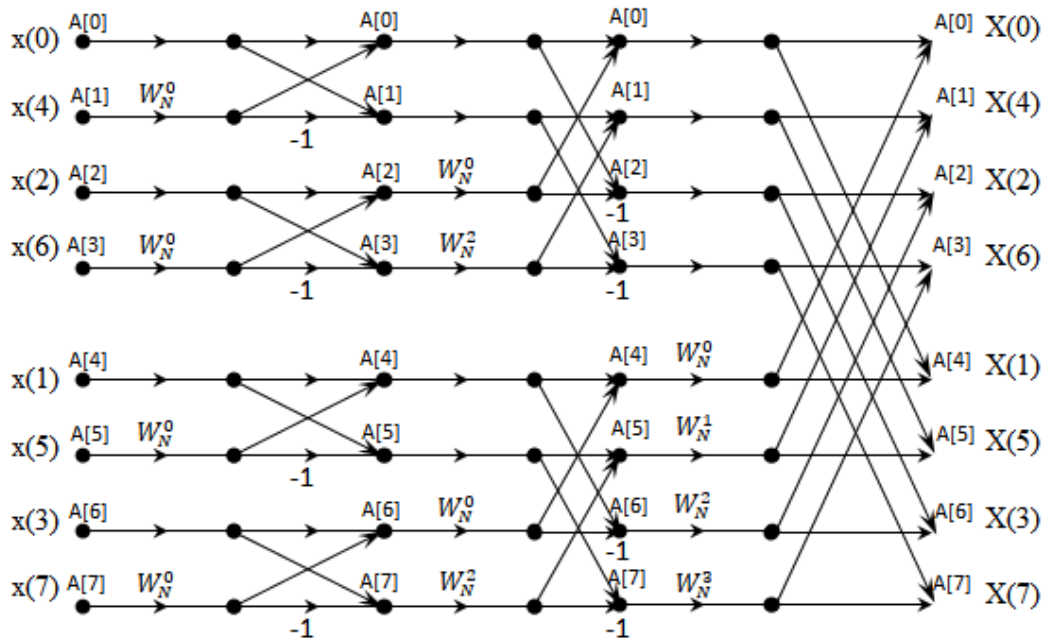 A[0] A[0] A[0] A[0]
x(0) X(0)
A[1] W_N^0 A[1] A[1] A[1]
x(4) X(4)
-1
A[2] A[2] W_N^0 A[2] A[2]
x(2) X(2)
-1
A[3] W_N^0 A[3] W_N^2 A[3] A[3]
x(6) X(6)
-1 -1
A[4] A[4] A[4] W_N^0 A[4]
x(1) X(1)
A[5] W_N^0 A[5] A[5] W_N^1 A[5]
x(5) X(5)
-1
A[6] A[6] W_N^0 A[6] W_N^2 A[6]
x(3) X(3)
-1
A[7] W_N^0 A[7] W_N^2 A[7] W_N^3 A[7]
x(7) X(7)
-1 -1